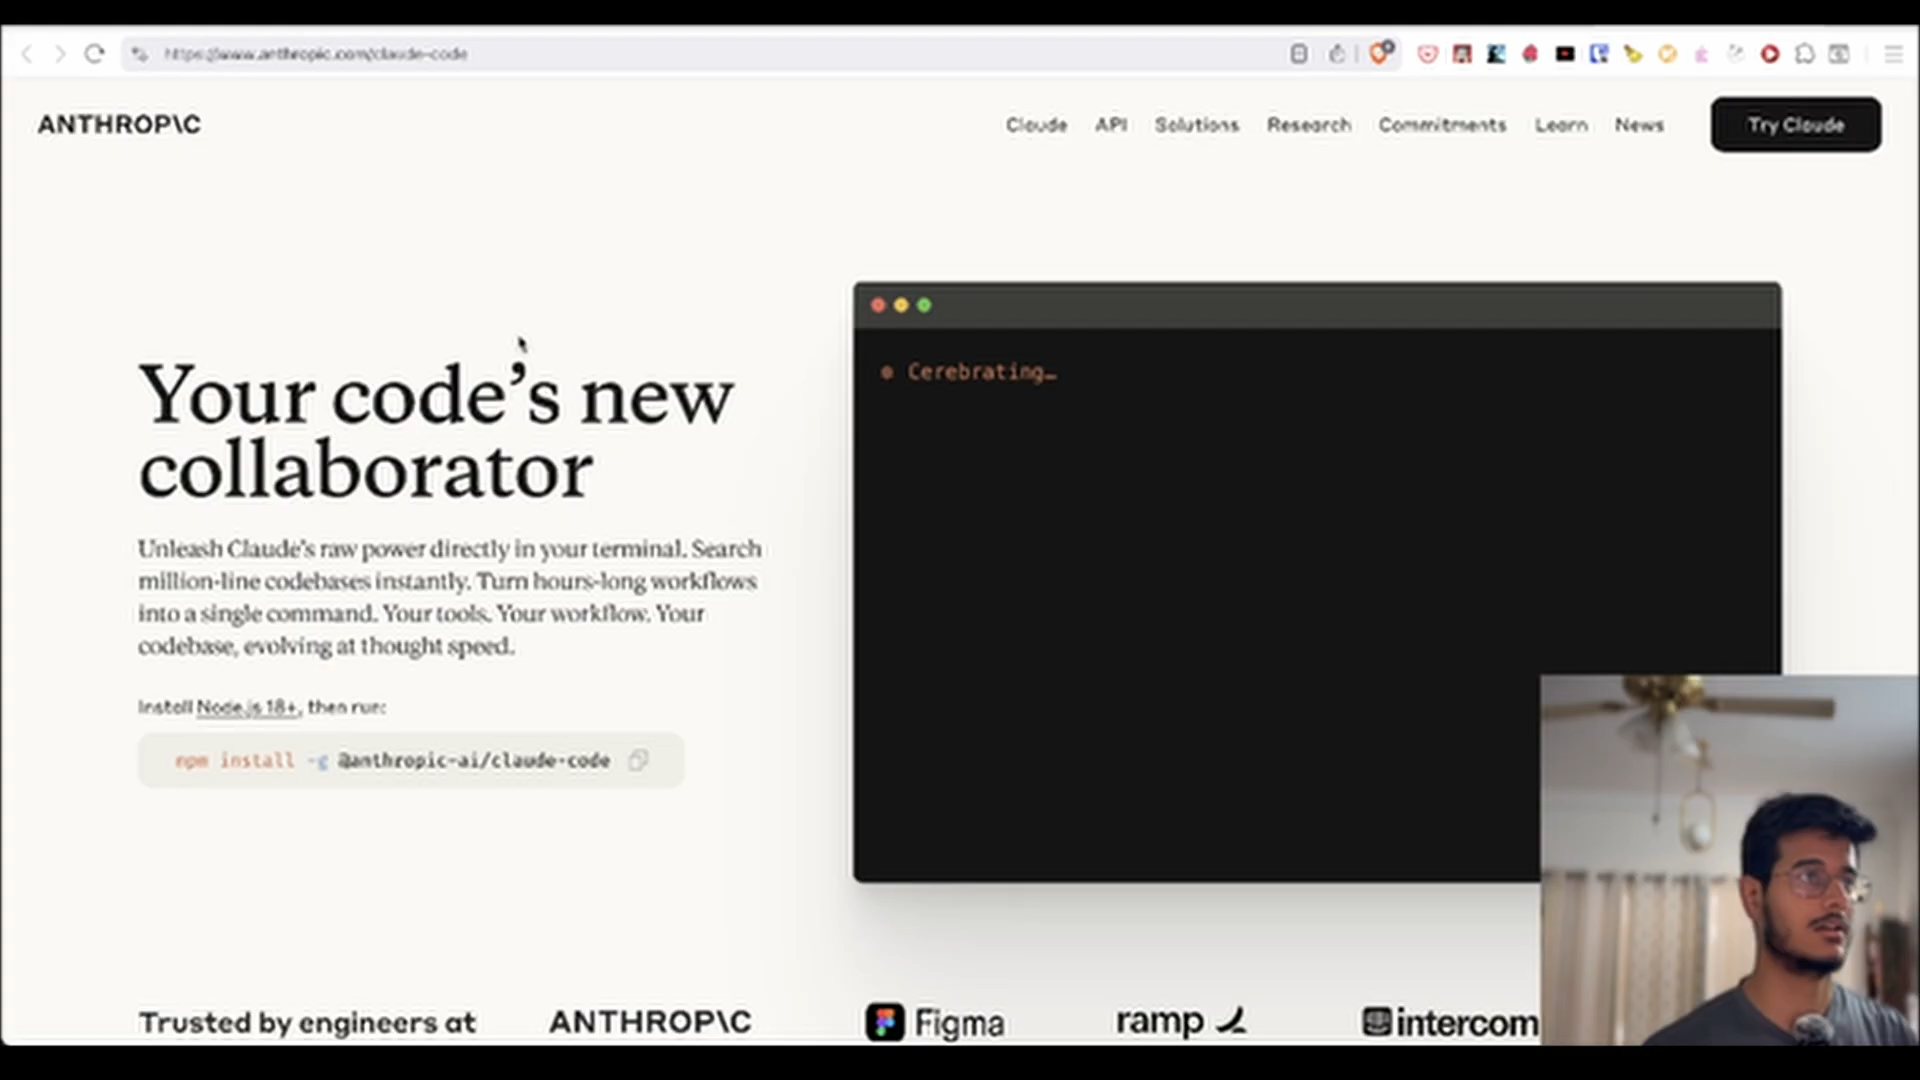 https://www.anthropic.com/claude-code
ANTHROP\C
Claude API Solutions Research Commitments Learn News Try Claude
Your code’s new
collaborator
Unleash Claude’s raw power directly in your terminal. Search
million-line codebases instantly. Turn hours-long workflows
into a single command. Your tools. Your workflow. Your
codebase, evolving at thought speed.
Install Node.js 18+, then run:
npm install -g @anthropic-ai/claude-code
Cerebrating…
Trusted by engineers at ANTHROP\C Figma ramp intercom